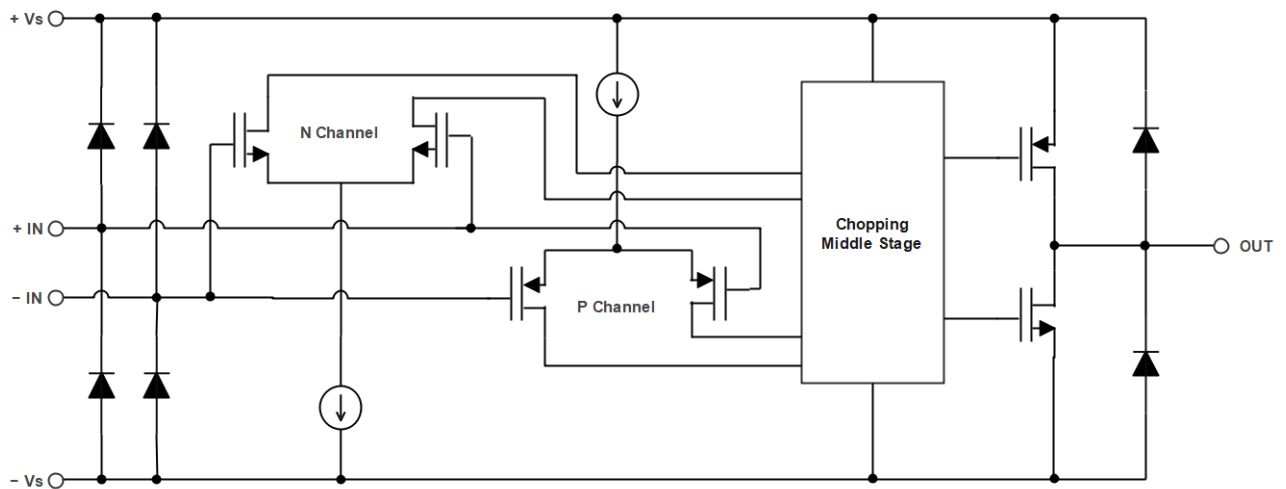 + Vs
N Channel
+ IN
Chopping
Middle Stage
OUT
− IN
P Channel
− Vs